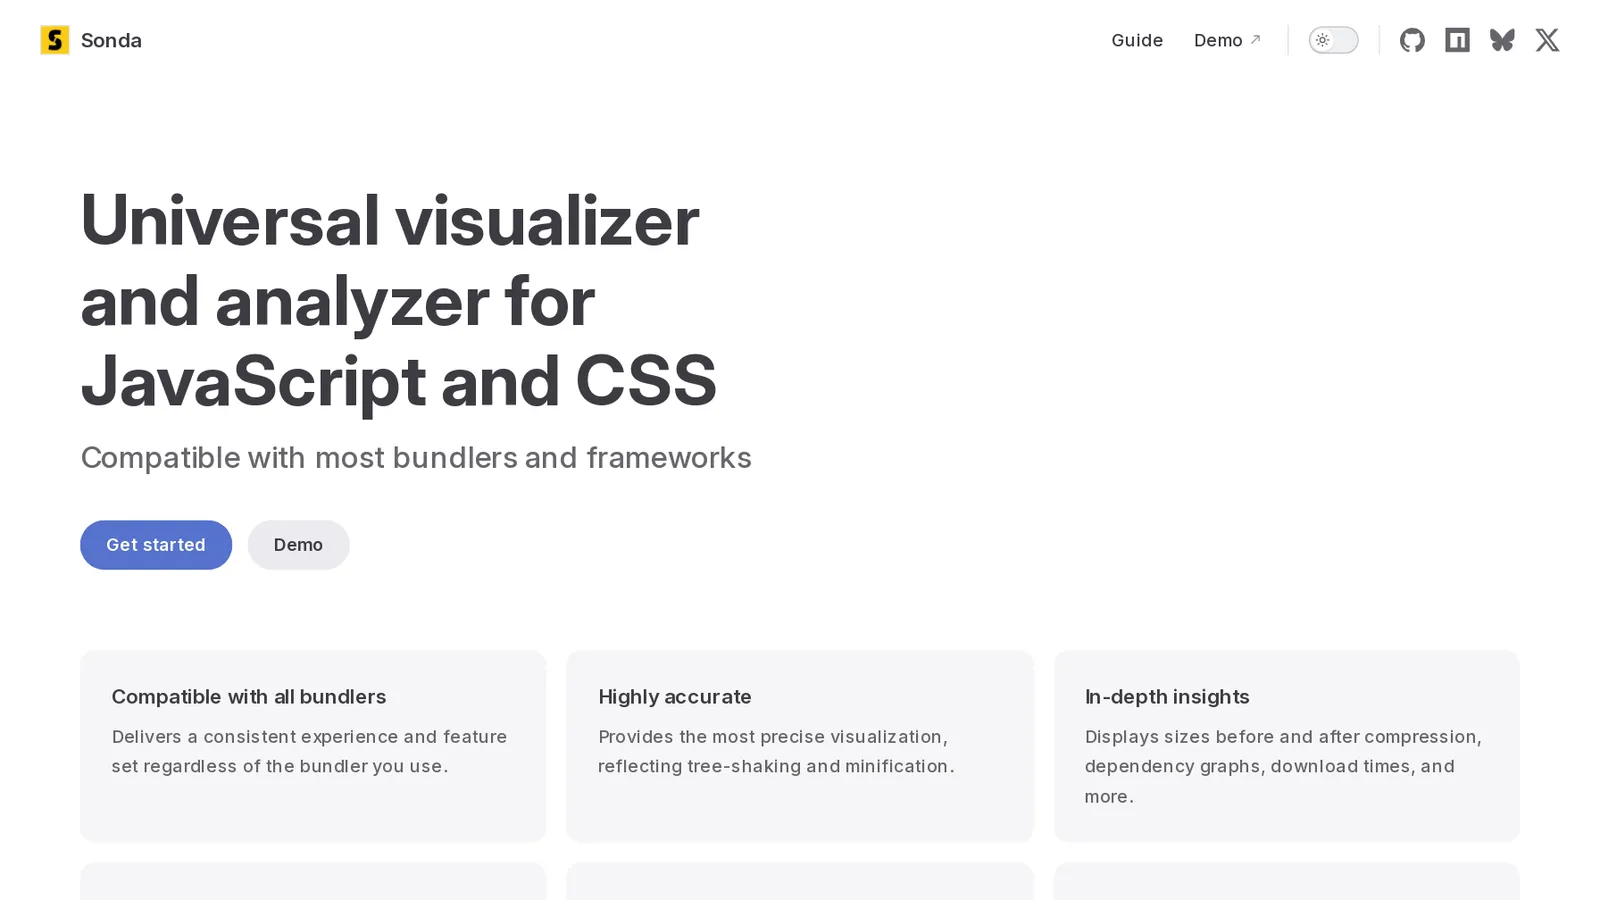 Sonda
Guide
Demo
Universal visualizer
and analyzer for
JavaScript and CSS
Compatible with most bundlers and frameworks
Get started
Demo
Compatible with all bundlers
Delivers a consistent experience and feature
set regardless of the bundler you use.
Highly accurate
Provides the most precise visualization,
reflecting tree-shaking and minification.
In-depth insights
Displays sizes before and after compression,
dependency graphs, download times, and
more.